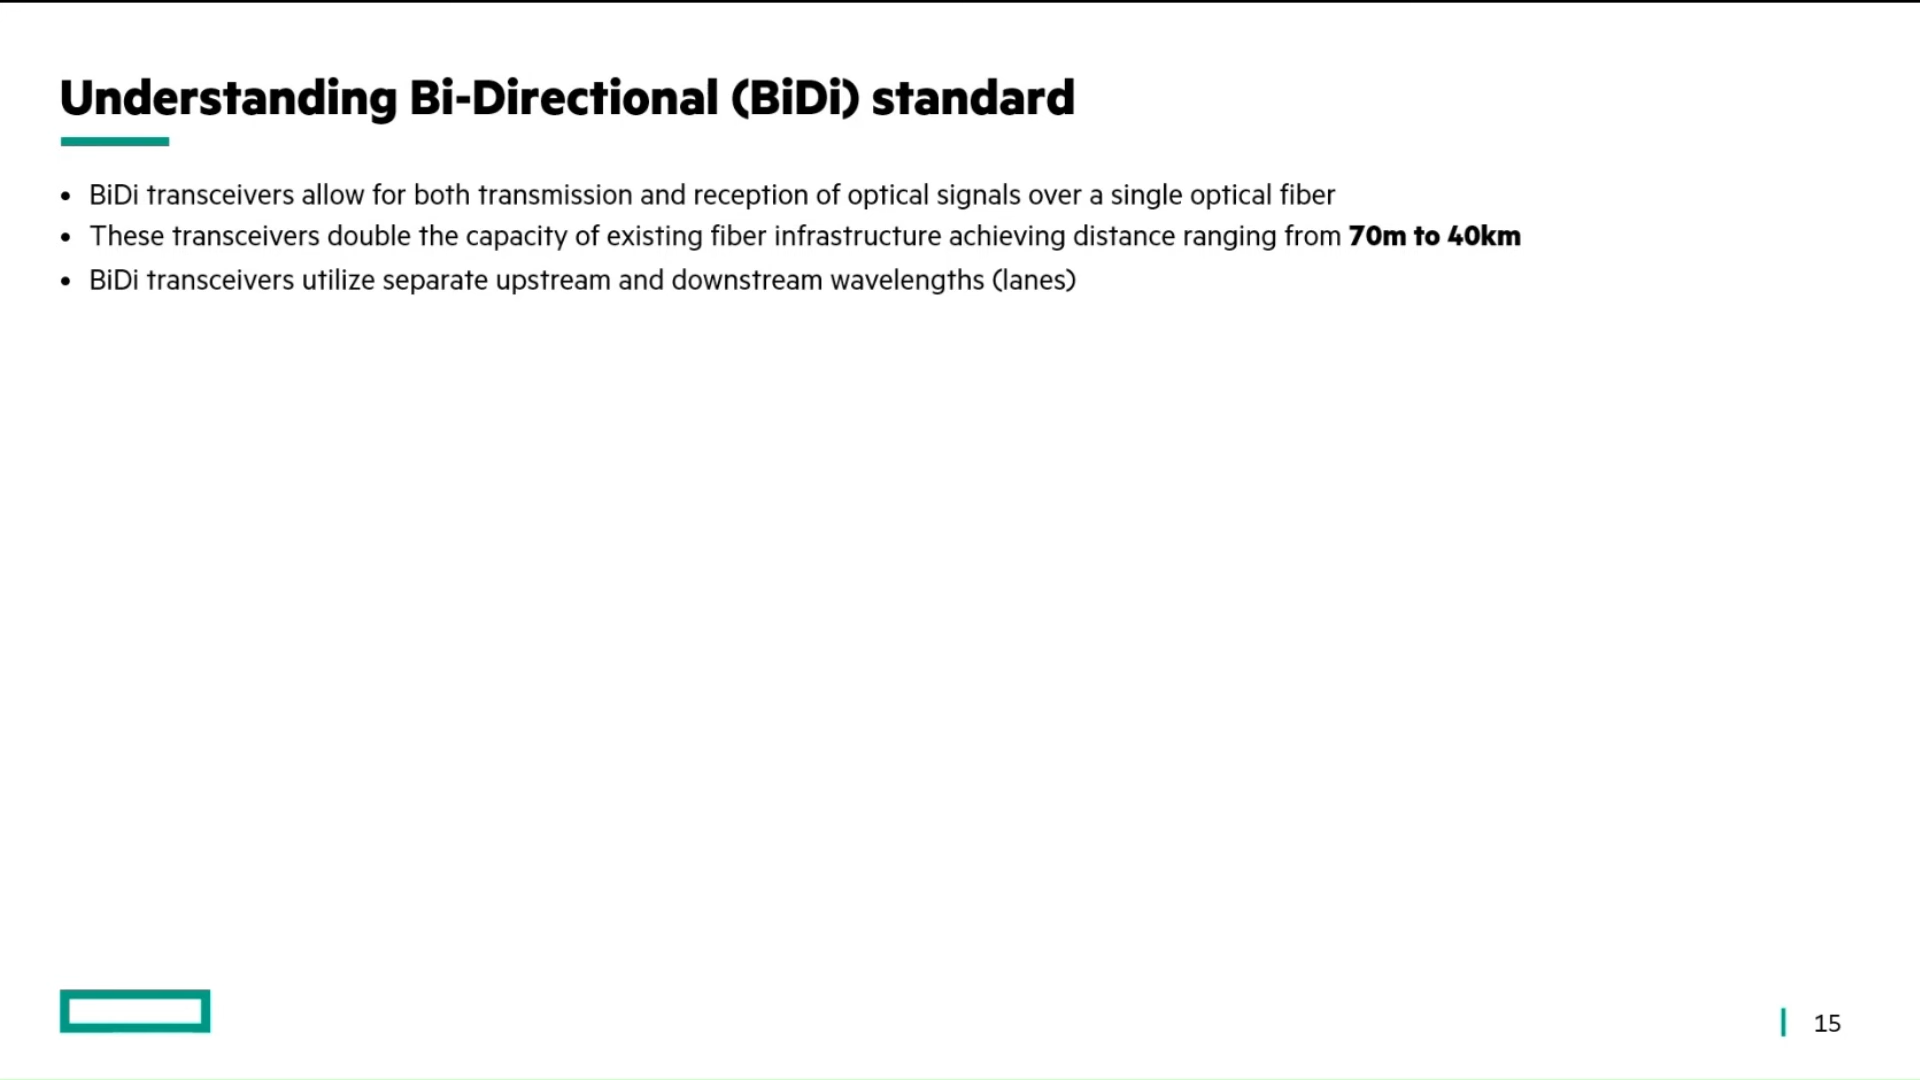 Understanding Bi-Directional (BiDi) standard
• BiDi transceivers allow for both transmission and reception of optical signals over a single optical fiber
• These transceivers double the capacity of existing fiber infrastructure achieving distance ranging from 70m to 40km
• BiDi transceivers utilize separate upstream and downstream wavelengths (lanes)
15